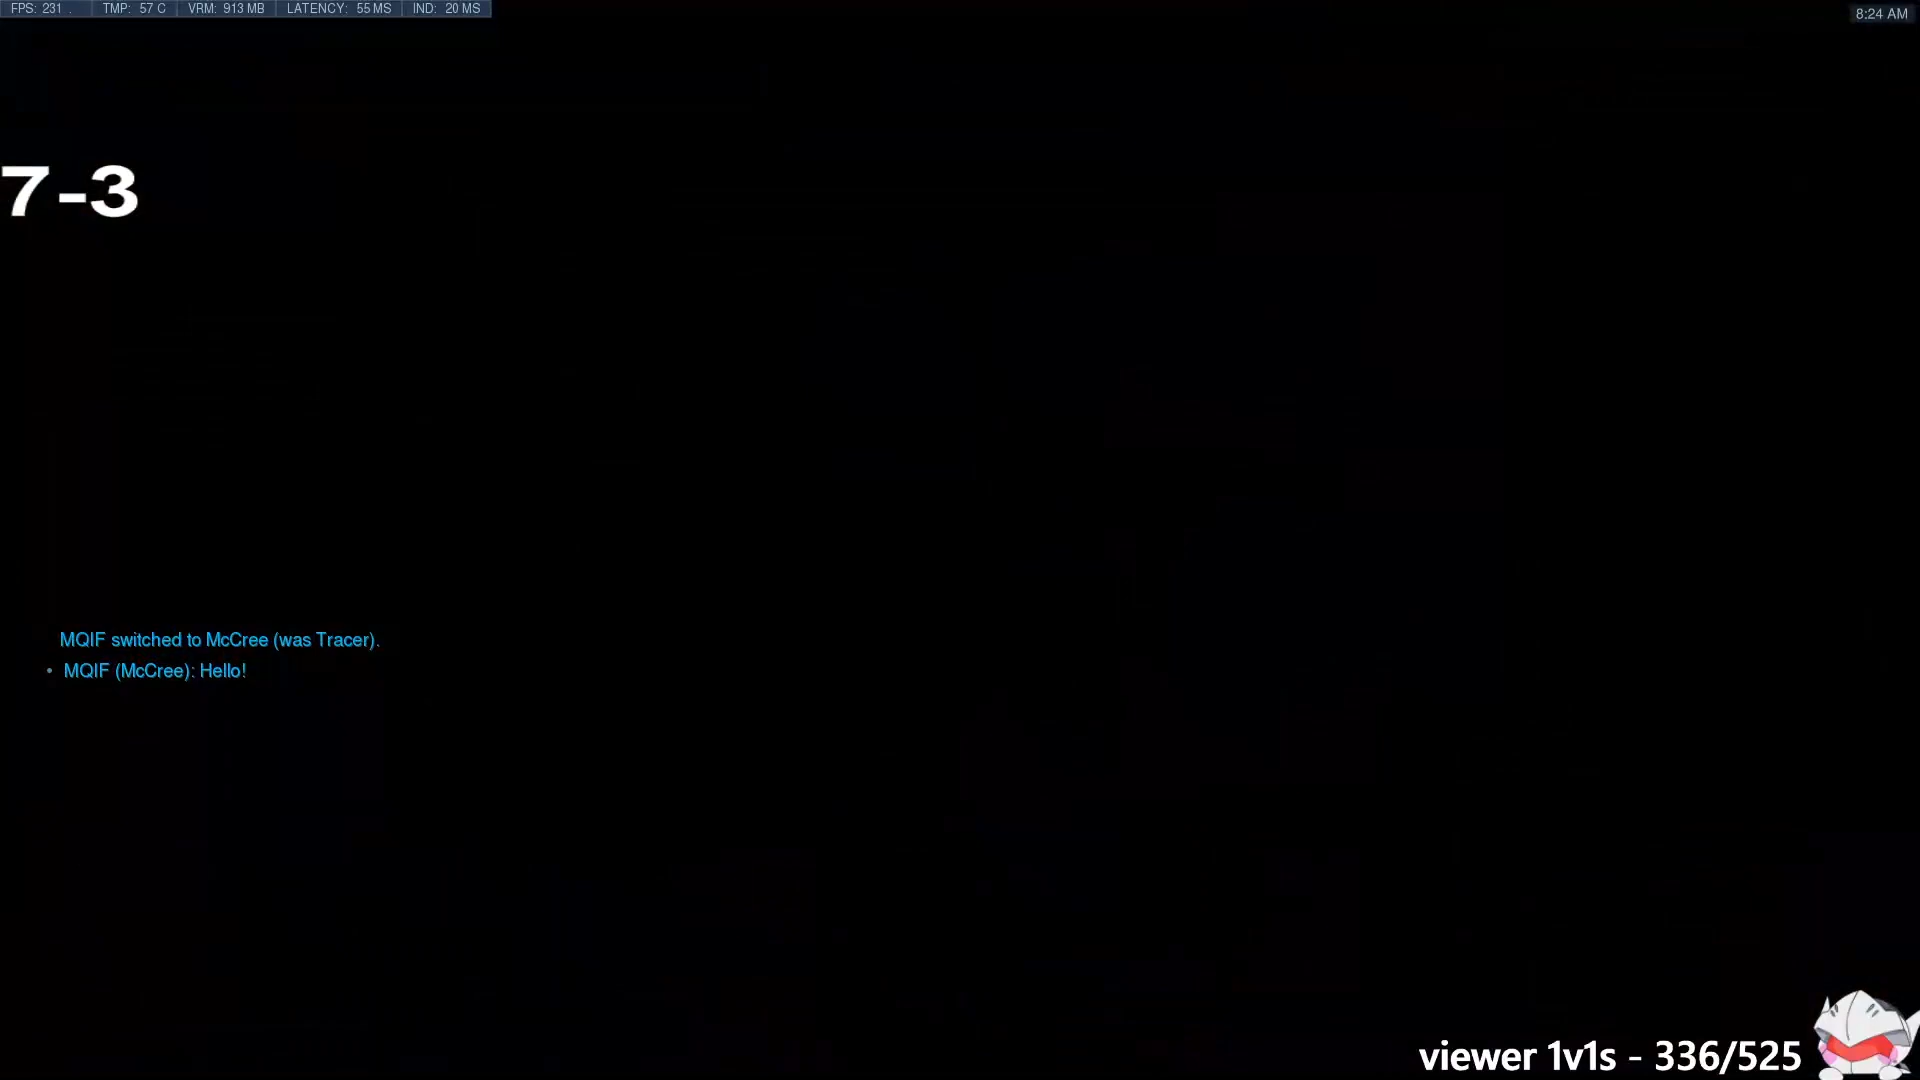 FPS: 231 . TMP: 57 C VRM: 913 MB LATENCY: 55 MS IND: 20 MS
8:24 AM
7-3
MQIF switched to McCree (was Tracer).
• MQIF (McCree): Hello!
viewer 1v1s - 336/525